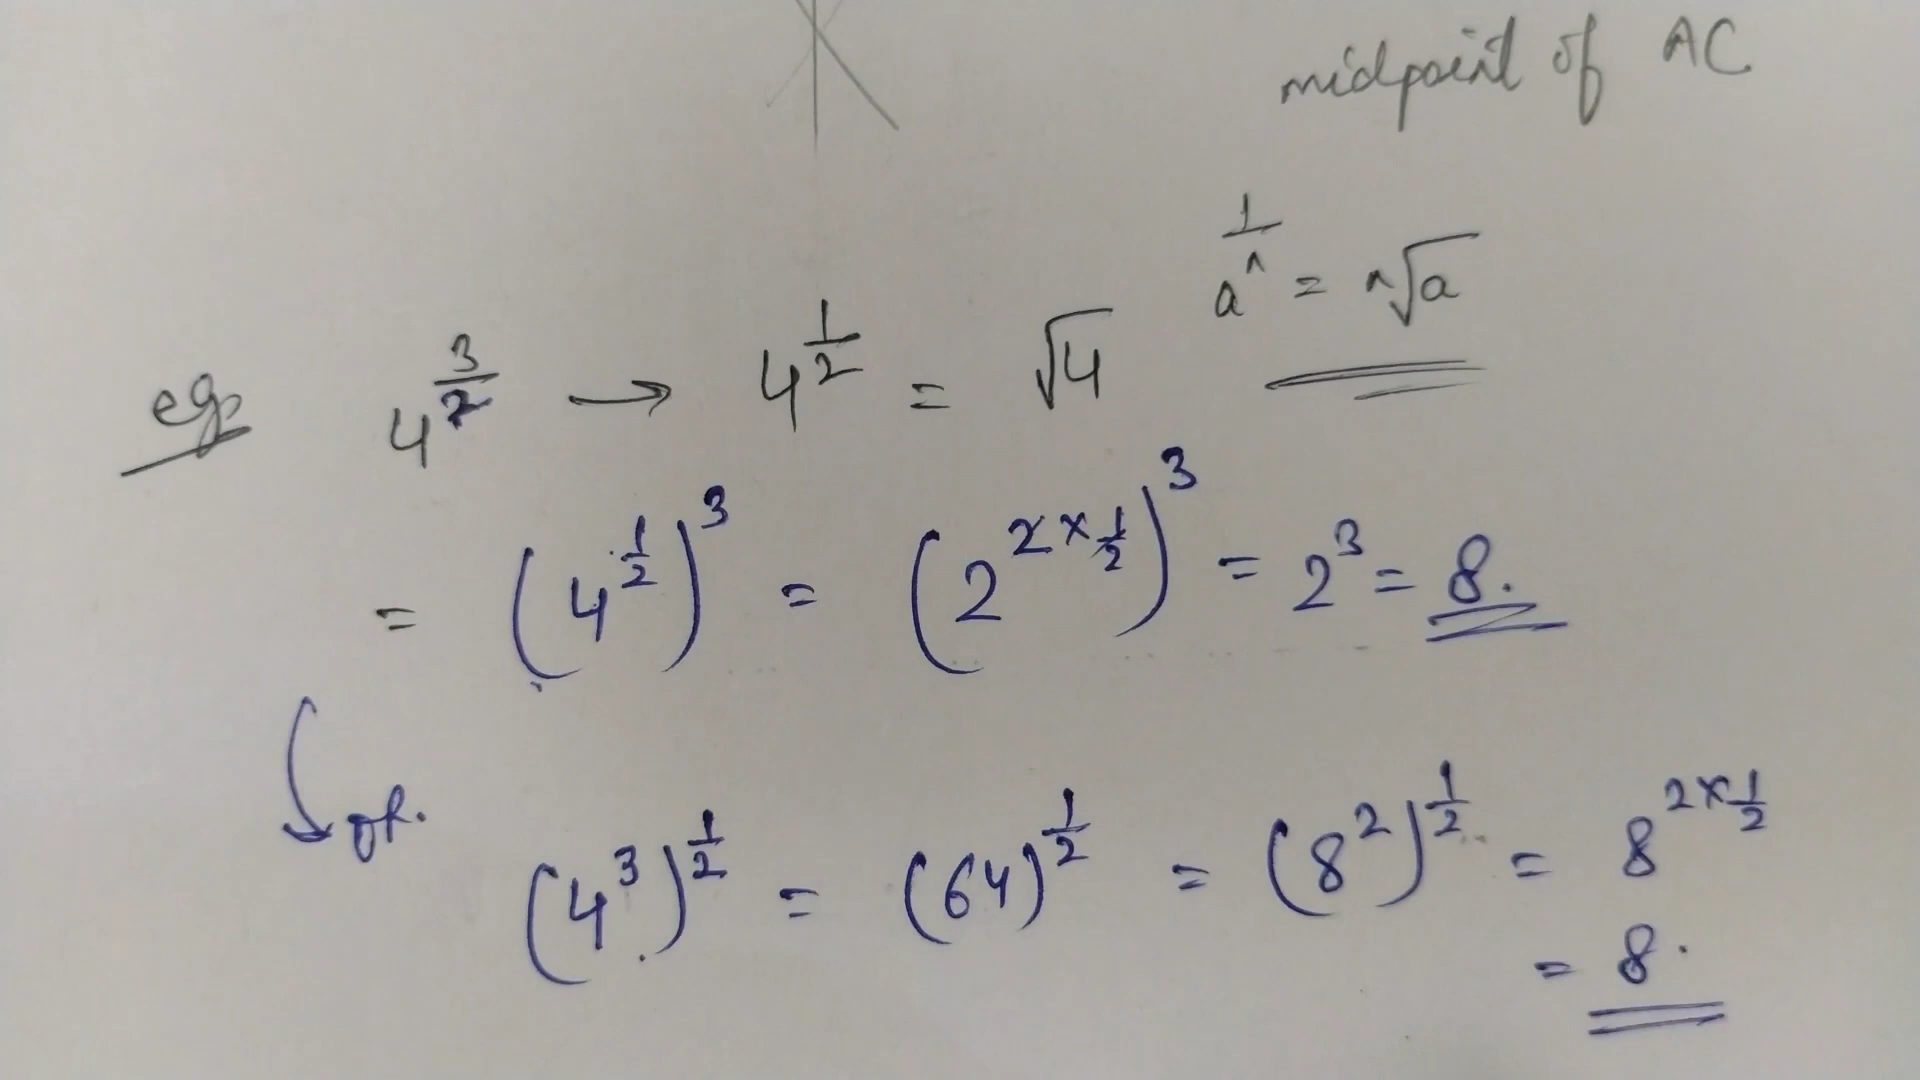 midpoint of AC
a^(1/n) = ⁿ√a
eg. 4^(3/2) → 4^(1/2) = √4
= (4^(1/2))^3 = (2^(2×1/2))^3 = 2^3 = 8.
or. (4^3)^(1/2) = (64)^(1/2) = (8^2)^(1/2) = 8^(2×1/2)
= 8.